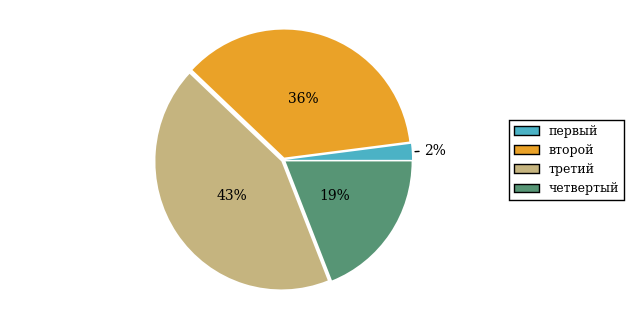 36%
2%
43%
19%
первый
второй
третий
четвертый